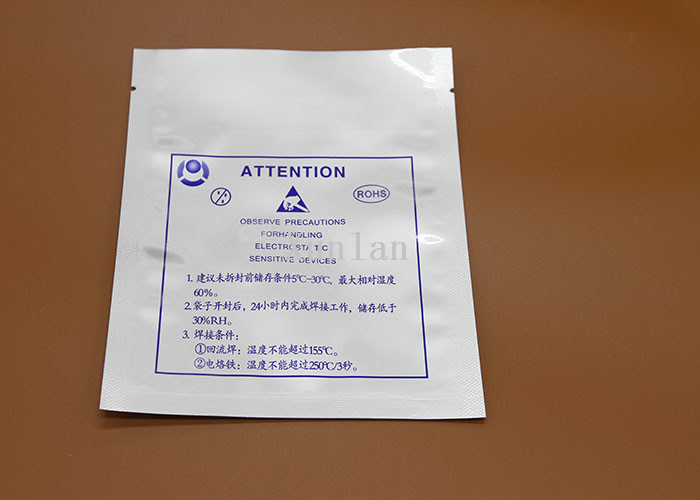 ATTENTION
ROHS
OBSERVE PRECAUTIONS
FORHANDLING
ELECTROSTATIC
SENSITIVE DEVICES
1. 建议未拆封前储存条件5℃-30℃, 最大相对湿度
60%。
2. 袋子开封后, 24小时内完成焊接工作, 储存低于
30%RH。
3. 焊接条件:
①回流焊: 温度不能超过155℃。
②电烙铁: 温度不能超过250℃/3秒。